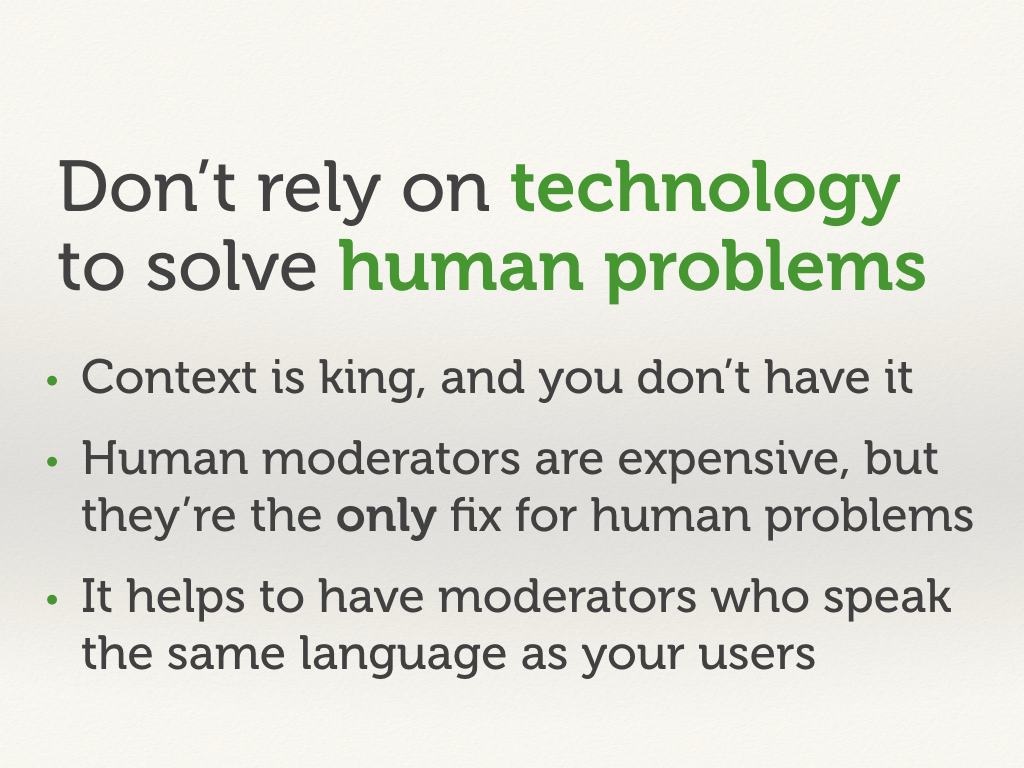 Don’t rely on technology
to solve human problems
• Context is king, and you don’t have it
• Human moderators are expensive, but
they’re the only fix for human problems
• It helps to have moderators who speak
the same language as your users